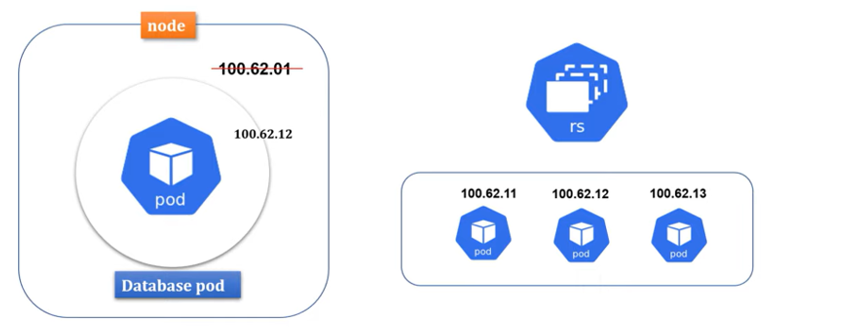 node
100.62.01
100.62.12
pod
Database pod
rs
100.62.11 100.62.12 100.62.13
pod pod pod